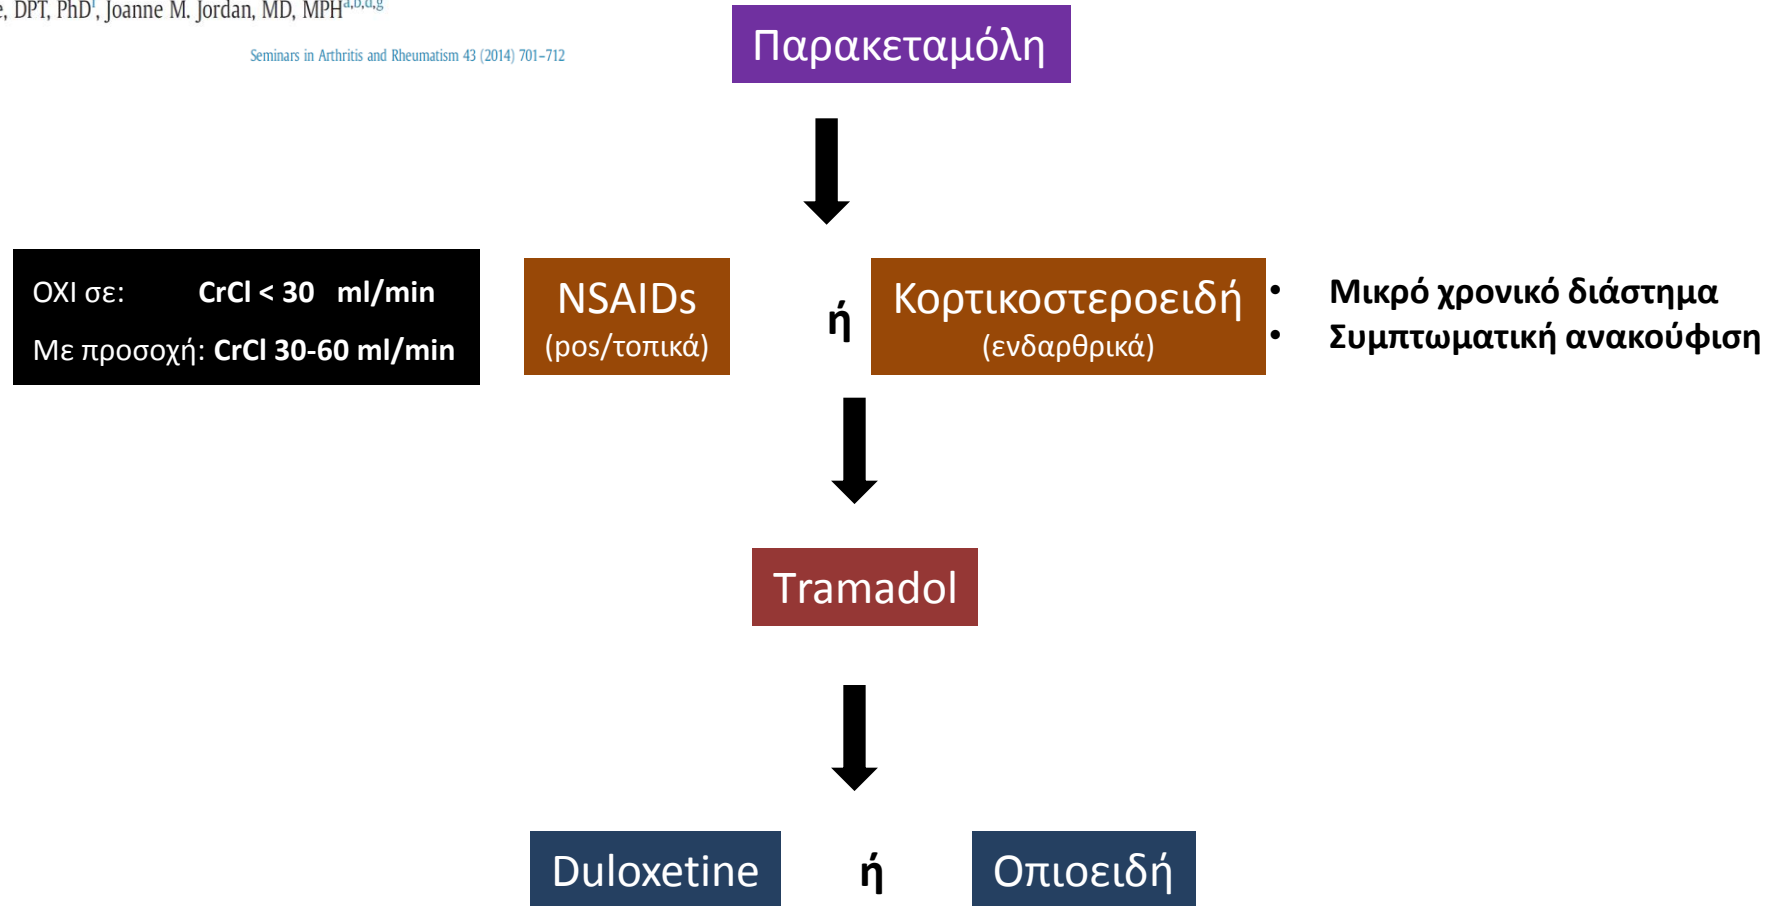 , DPT, PhD, Joanne M. Jordan, MD, MPH a,b,d,g
Seminars in Arthritis and Rheumatism 43 (2014) 701–712
Παρακεταμόλη
ΟΧΙ σε: CrCl < 30 ml/min
Με προσοχή: CrCl 30-60 ml/min
NSAIDs
(pos/τοπικά)
ή
Κορτικοστεροειδή
(ενδαρθρικά)
• Μικρό χρονικό διάστημα
• Συμπτωματική ανακούφιση
Tramadol
Duloxetine
ή
Οπιοειδή